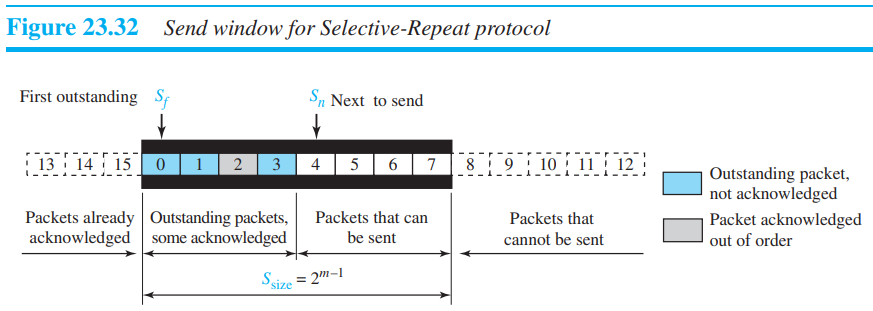 Figure 23.32 Send window for Selective-Repeat protocol
First outstanding Sf Sn Next to send
13 14 15 0 1 2 3 4 5 6 7 8 9 10 11 12
Outstanding packet,
not acknowledged
Packet acknowledged
out of order
Packets already
acknowledged
Outstanding packets,
some acknowledged
Packets that can
be sent
Packets that
cannot be sent
Ssize = 2^m–1